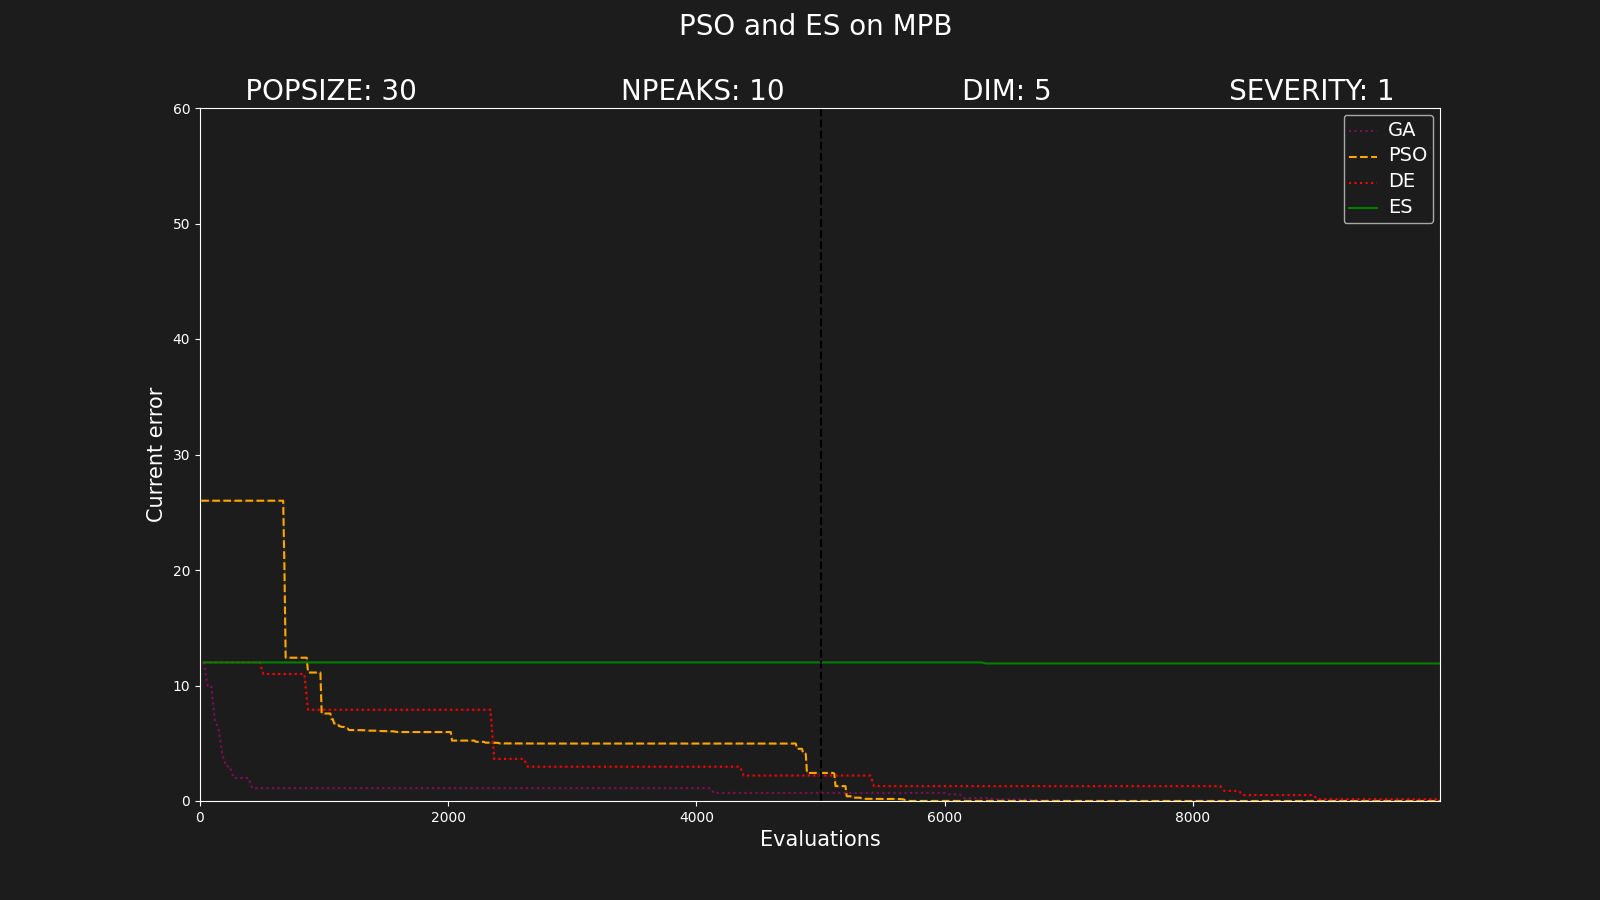 PSO and ES on MPB
POPSIZE: 30 NPEAKS: 10 DIM: 5 SEVERITY: 1
60
50
40
30
20
10
0
Current error
GA
PSO
DE
ES
0 2000 4000 6000 8000
Evaluations